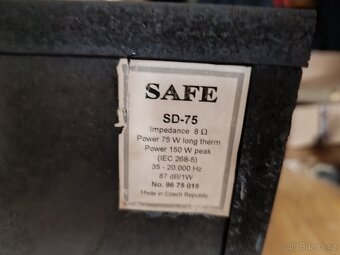 SAFE
SD-75
Impedance 8 Ω
Power 75 W long therm
Power 150 W peak
(IEC 268-5)
35 - 20 000 Hz
87 dB/1W
No. 96 75 015
Made in Czech Republic